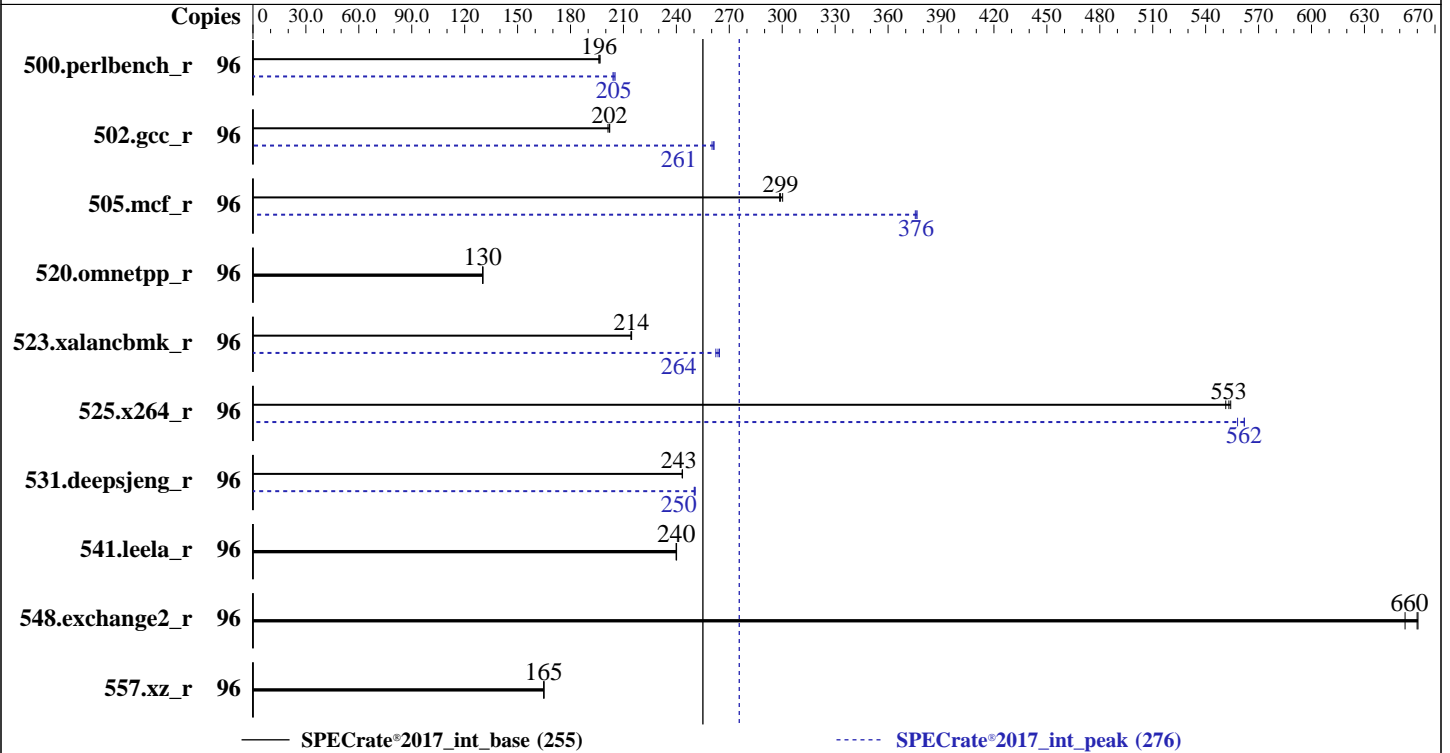 Copies 0 30.0 60.0 90.0 120 150 180 210 240 270 300 330 360 390 420 450 480 510 540 570 600 630 670
500.perlbench_r 96 196
205
502.gcc_r 96 202
261
505.mcf_r 96 299
376
520.omnetpp_r 96 130
523.xalancbmk_r 96 214
264
525.x264_r 96 553
562
531.deepsjeng_r 96 243
250
541.leela_r 96 240
548.exchange2_r 96 660
557.xz_r 96 165
SPECrate®2017_int_base (255) SPECrate®2017_int_peak (276)